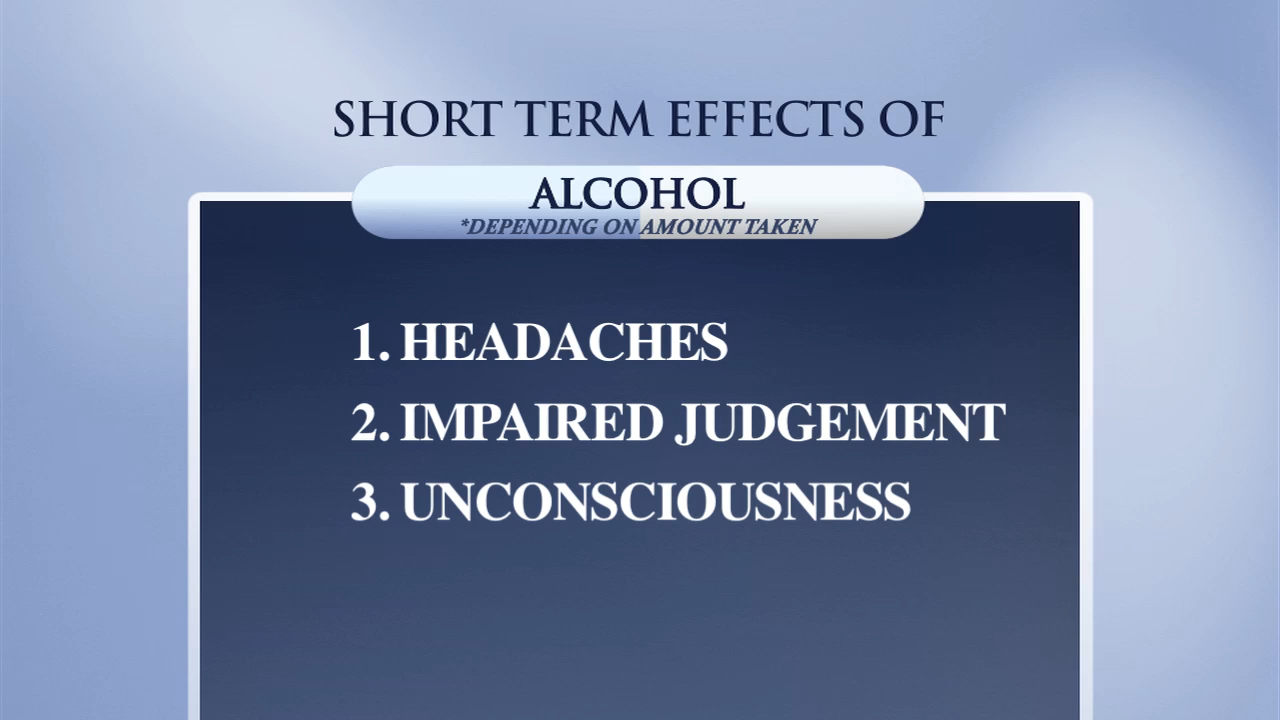 SHORT TERM EFFECTS OF
ALCOHOL
*DEPENDING ON AMOUNT TAKEN
1. HEADACHES
2. IMPAIRED JUDGEMENT
3. UNCONSCIOUSNESS